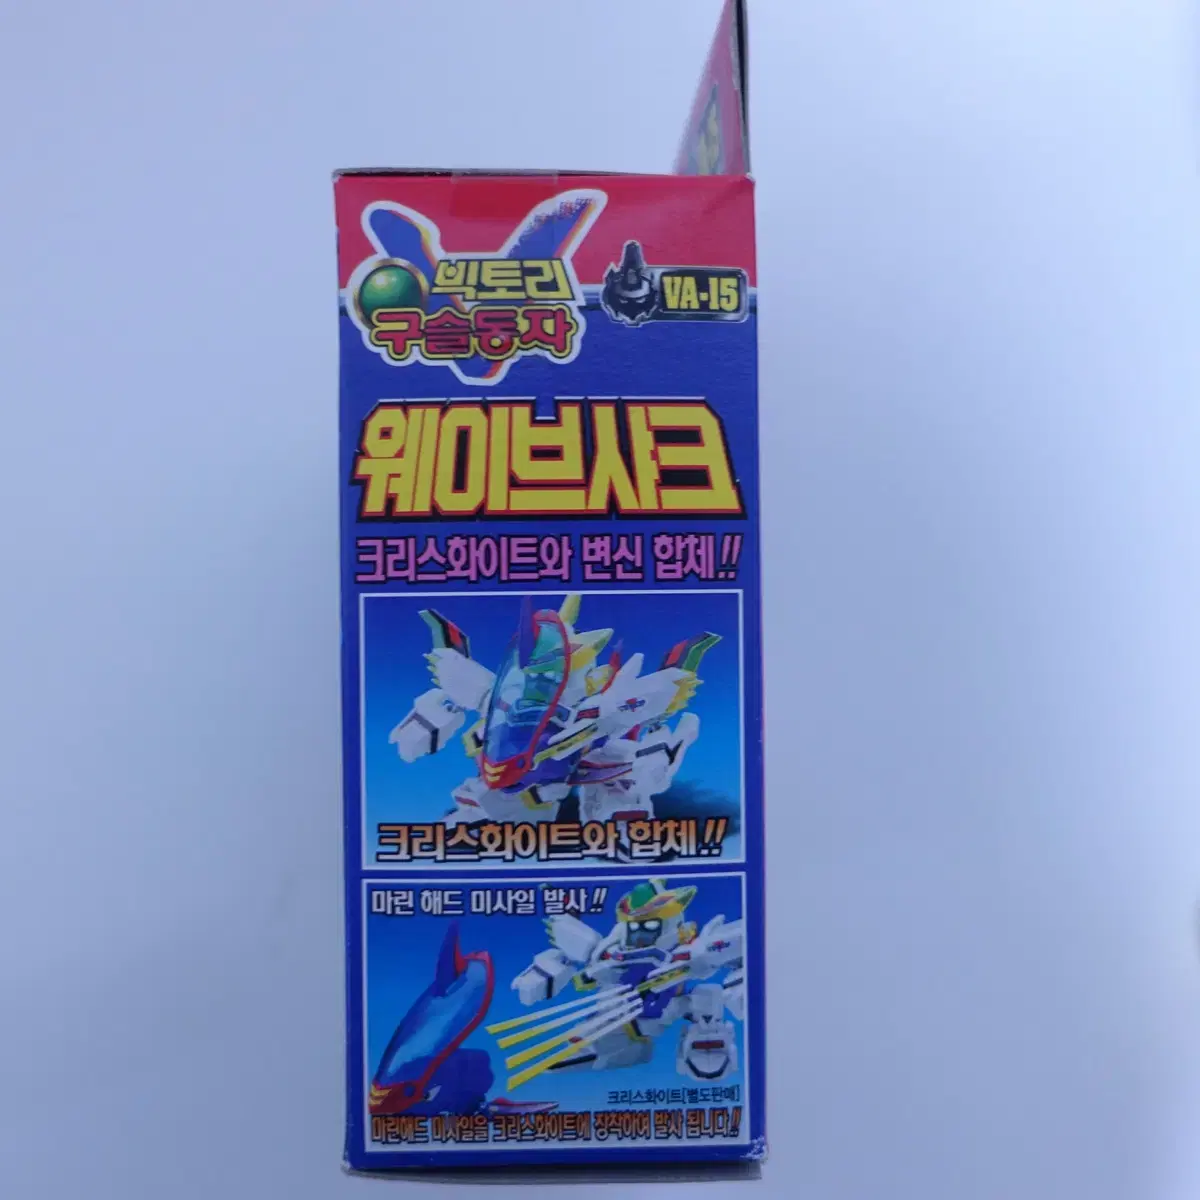 빅토리
구슬동자
VA-15
웨이브샤크
크리스화이트와 변신 합체!!
크리스화이트와 합체!!
마린 해드 미사일 발사!!
크리스화이트[별도판매]
마린해드 미사일을 크리스화이트에 장착하여 발사 됩니다!!